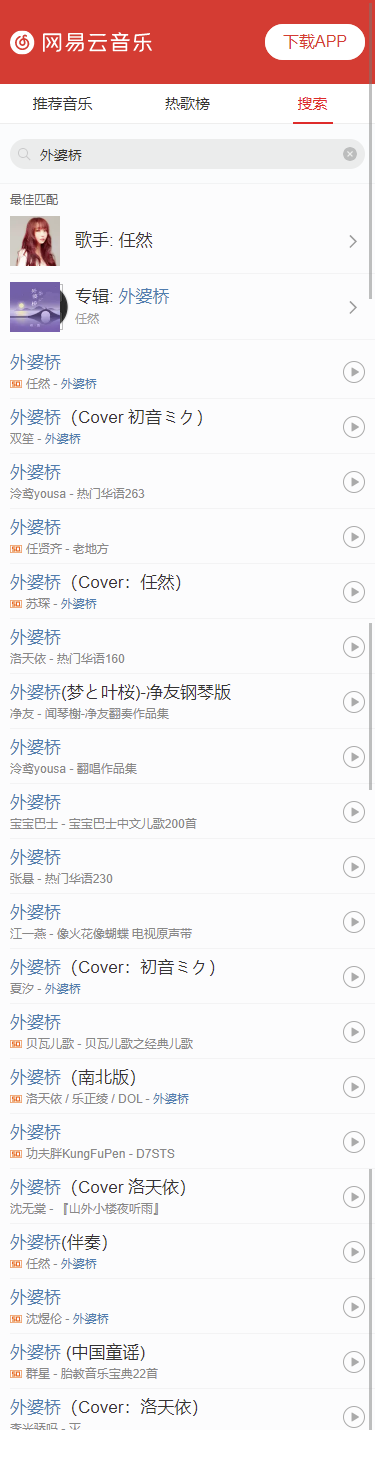 网易云音乐
下载APP
推荐音乐 热歌榜 搜索
外婆桥
最佳匹配
歌手: 任然
专辑: 外婆桥
任然
外婆桥
SQ 任然 - 外婆桥
外婆桥（Cover 初音ミク）
双笙 - 外婆桥
外婆桥
泠鸢yousa - 热门华语263
外婆桥
SQ 任贤齐 - 老地方
外婆桥（Cover：任然）
SQ 苏琛 - 外婆桥
外婆桥
洛天依 - 热门华语160
外婆桥(梦と叶桜)-净友钢琴版
净友 - 闻琴榭-净友翻奏作品集
外婆桥
泠鸢yousa - 翻唱作品集
外婆桥
宝宝巴士 - 宝宝巴士中文儿歌200首
外婆桥
张悬 - 热门华语230
外婆桥
江一燕 - 像火花像蝴蝶 电视原声带
外婆桥（Cover：初音ミク）
夏汐 - 外婆桥
外婆桥
SQ 贝瓦儿歌 - 贝瓦儿歌之经典儿歌
外婆桥（南北版）
SQ 洛天依 / 乐正绫 / DOL - 外婆桥
外婆桥
SQ 功夫胖KungFuPen - D7STS
外婆桥（Cover 洛天依）
沈无棠 - 『山外小楼夜听雨』
外婆桥(伴奏）
SQ 任然 - 外婆桥
外婆桥
SQ 沈煜伦 - 外婆桥
外婆桥 (中国童谣)
SQ 群星 - 胎教音乐宝典22首
外婆桥（Cover：洛天依）